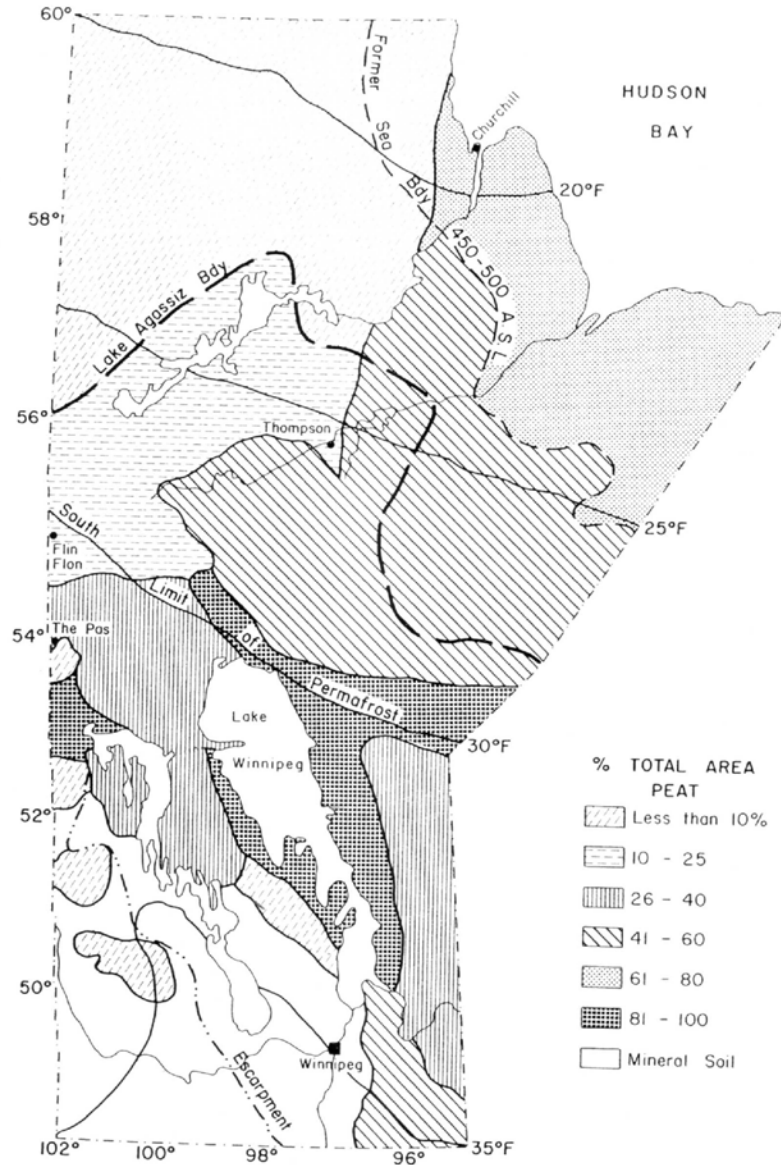 60°
58°
56°
54°
52°
50°
102°
100°
98°
96°
35°F
30°F
25°F
20°F
HUDSON
BAY
Churchill
Former
Sea
Bdy
450-500 A.S.L.
Lake Agassiz Bdy
Thompson
South
Limit
of
Permafrost
Flin
Flon
The Pas
Lake
Winnipeg
Winnipeg
Escarpment
% TOTAL AREA
PEAT
Less than 10%
10 - 25
26 - 40
41 - 60
61 - 80
81 - 100
Mineral Soil